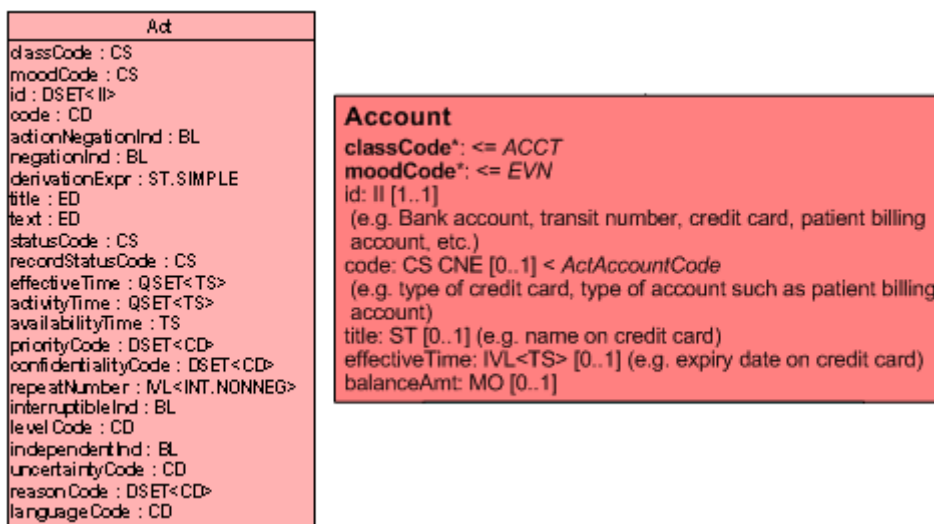 Act
classCode : CS
moodCode : CS
id : DSET<II>
code : CD
actionNegationInd : BL
negationInd : BL
derivationExpr : ST.SIMPLE
title : ED
text : ED
statusCode : CS
recordStatusCode : CS
effectiveTime : QSET<TS>
activityTime : QSET<TS>
availabilityTime : TS
priorityCode : DSET<CD>
confidentialityCode : DSET<CD>
repeatNumber : IVL<INT.NONNEG>
interruptibleInd : BL
levelCode : CD
independentInd : BL
uncertaintyCode : CD
reasonCode : DSET<CD>
languageCode : CD
Account
classCode*: <= ACCT
moodCode*: <= EVN
id: II [1..1]
(e.g. Bank account, transit number, credit card, patient billing
account, etc.)
code: CS CNE [0..1] < ActAccountCode
(e.g. type of credit card, type of account such as patient billing
account)
title: ST [0..1] (e.g. name on credit card)
effectiveTime: IVL<TS> [0..1] (e.g. expiry date on credit card)
balanceAmt: MO [0..1]